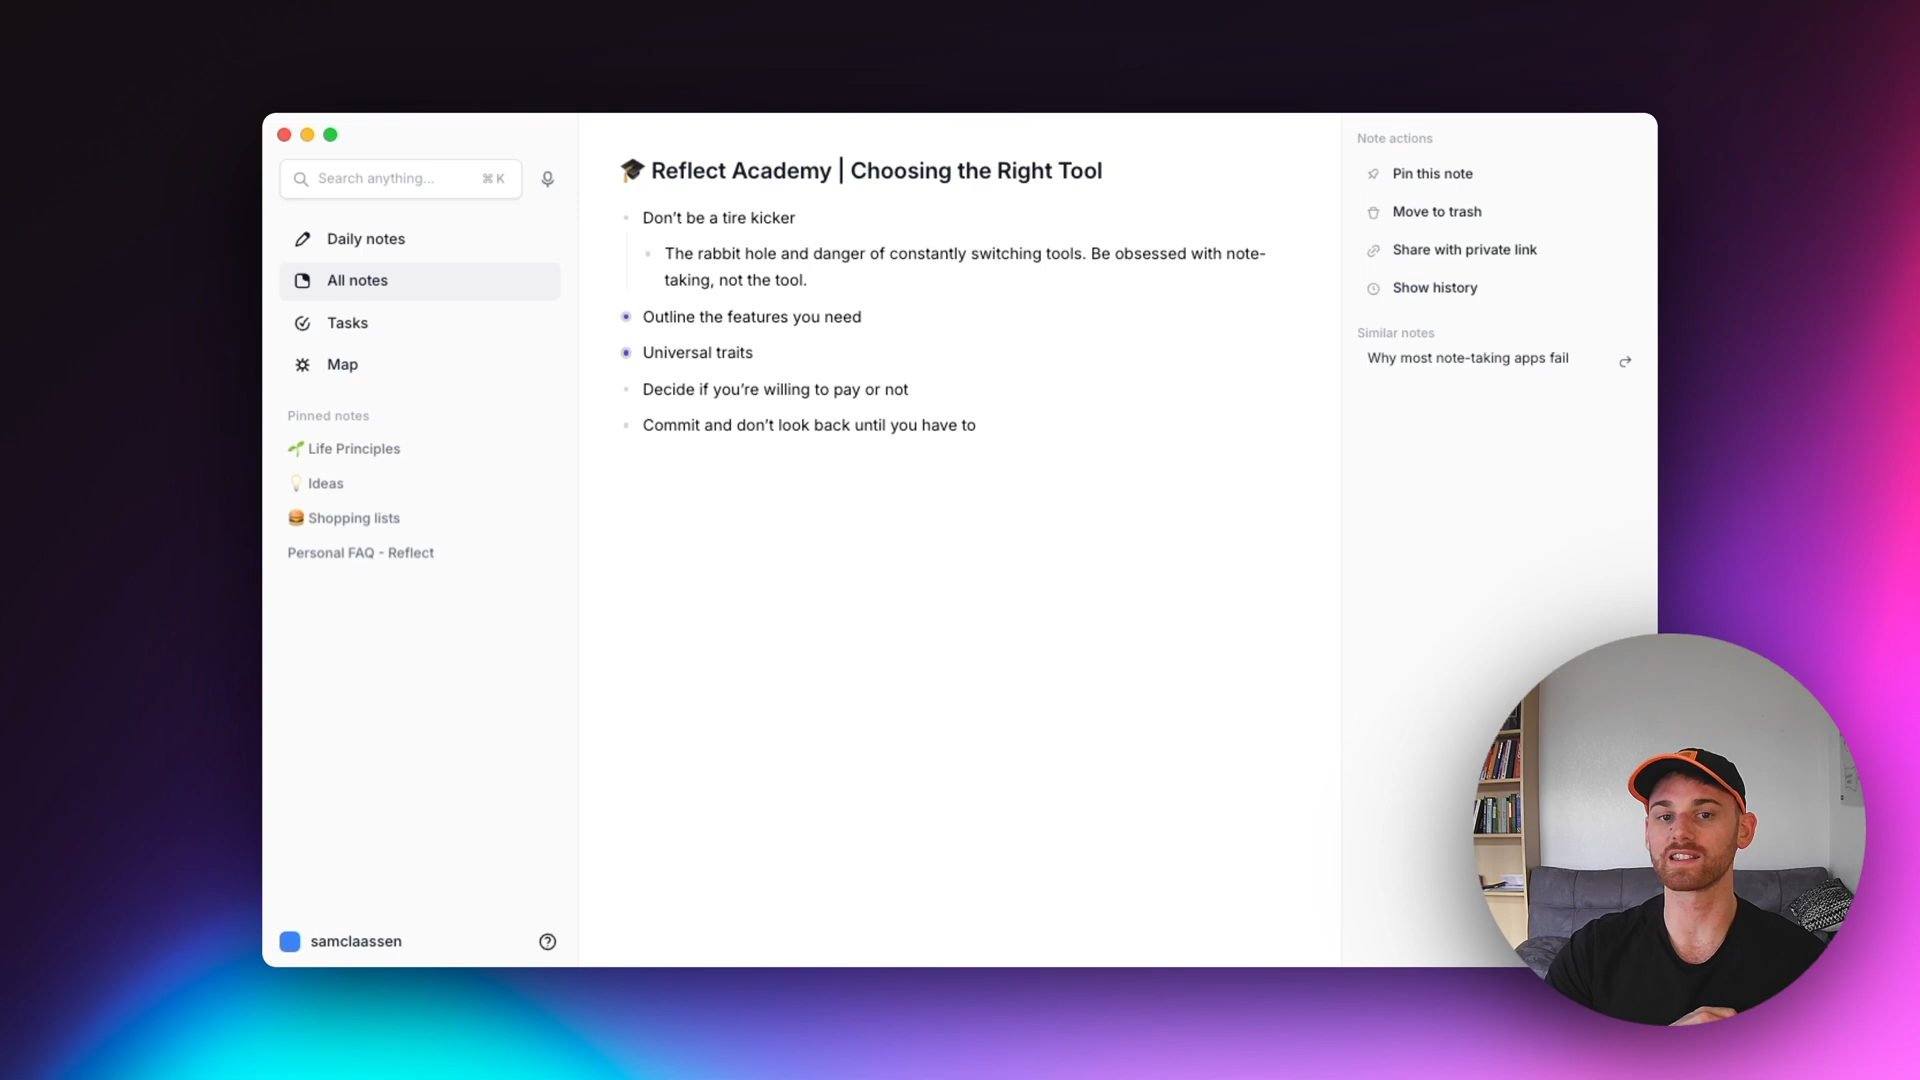 Search anything...
⌘ K
Daily notes
All notes
Tasks
Map
Pinned notes
🌱 Life Principles
💡 Ideas
🍔 Shopping lists
Personal FAQ - Reflect
samclaassen
🎓 Reflect Academy | Choosing the Right Tool
Don’t be a tire kicker
The rabbit hole and danger of constantly switching tools. Be obsessed with note-
taking, not the tool.
Outline the features you need
Universal traits
Decide if you’re willing to pay or not
Commit and don’t look back until you have to
Note actions
Pin this note
Move to trash
Share with private link
Show history
Similar notes
Why most note-taking apps fail